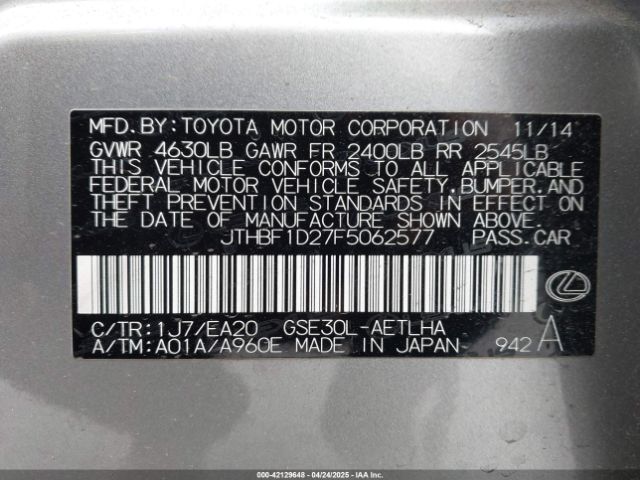 MFD.BY:TOYOTA MOTOR CORPORATION 11/14
GVWR 4630LB GAWR FR 2400LB RR 2545LB
THIS VEHICLE CONFORMS TO ALL APPLICABLE
FEDERAL MOTOR VEHICLE SAFETY,BUMPER,AND
THEFT PREVENTION STANDARDS IN EFFECT ON
THE DATE OF MANUFACTURE SHOWN ABOVE.
JTHBF1D27F5062577 PASS.CAR
C/TR:1J7/EA20 GSE30L-AETLHA
A/TM:A01A/A960E MADE IN JAPAN 942 A
000-42129648 - 04/24/2025 - IAAI.COM